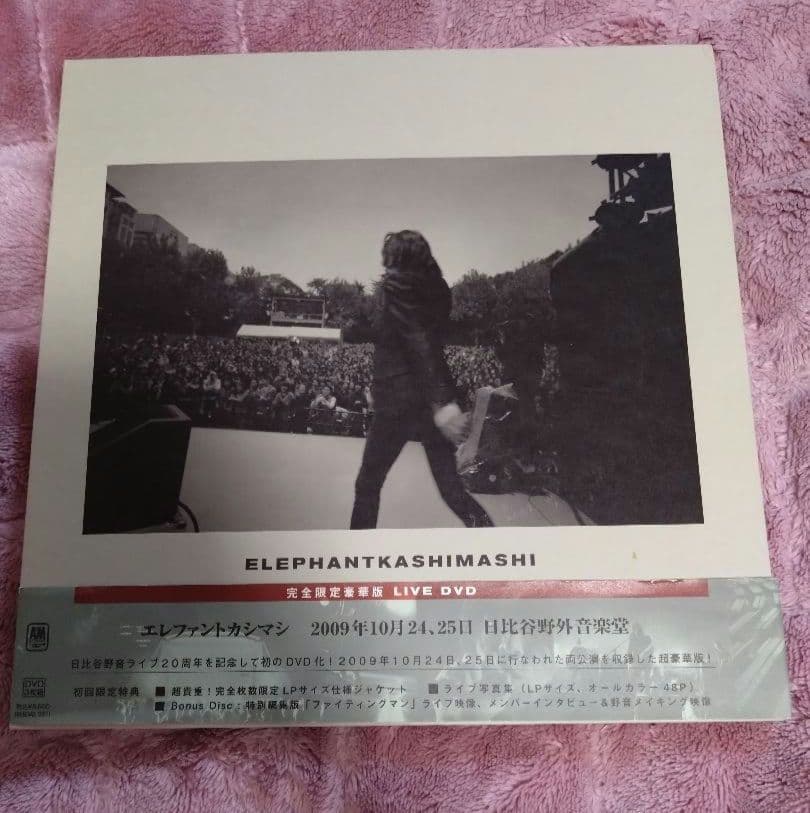 ELEPHANTKASHIMASHI
完全限定豪華版 LIVE DVD
エレファントカシマシ 2009年10月24、25日 日比谷野外音楽堂
日比谷野音ライブ20周年を記念して初のDVD化!2009年10月24日、25日に行なわれた両公演を収録した超豪華版!
初回限定特典 ■ 超貴重!完全枚数限定LPサイズ仕様ジャケット ■ ライブ写真集(LPサイズ、オールカラー48P)
■ Bonus Disc:特別編集版「ファイティングマン」ライブ映像、メンバーインタビュー&野音メイキング映像
A&M
DVD